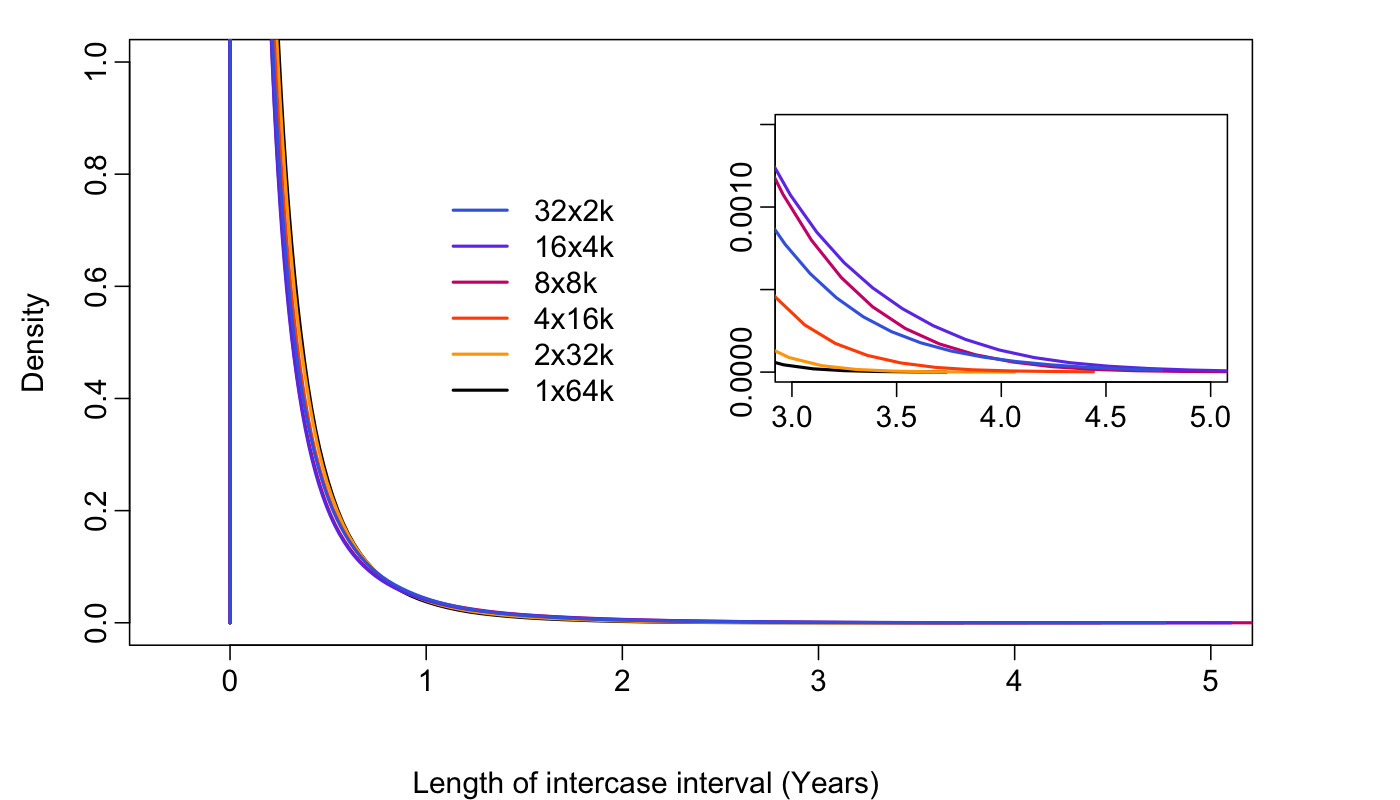 Density
1.0
0.8
0.6
0.4
0.2
0.0
0 1 2 3 4 5
Length of intercase interval (Years)
32x2k
16x4k
8x8k
4x16k
2x32k
1x64k
0.0010
0.0000
3.0 3.5 4.0 4.5 5.0